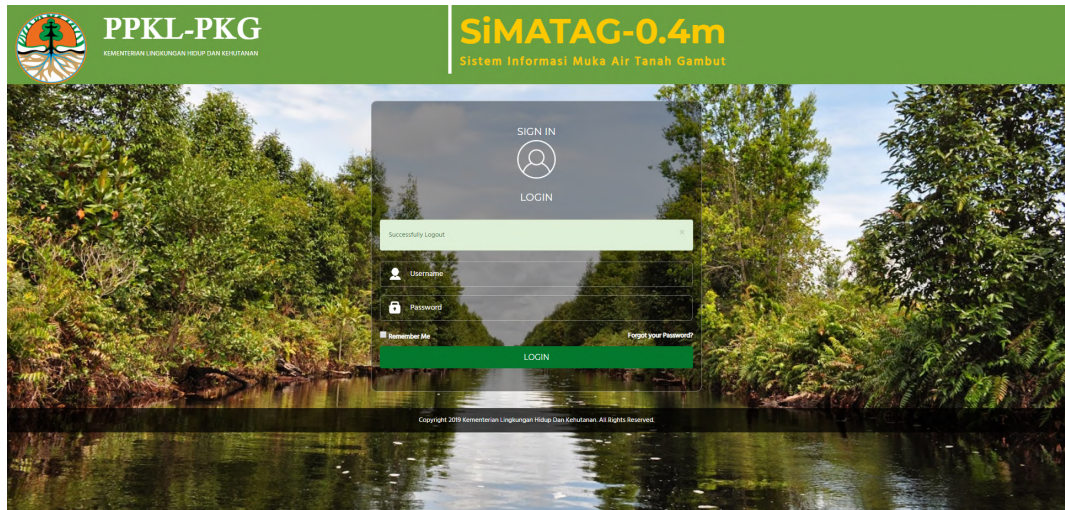 PPKL-PKG
KEMENTERIAN LINGKUNGAN HIDUP DAN KEHUTANAN
SiMATAG-0.4m
Sistem Informasi Muka Air Tanah Gambut
SIGN IN
LOGIN
Successfully Logout ×
Username
Password
Remember Me Forgot your Password?
LOGIN
Copyright 2019 Kementerian Lingkungan Hidup Dan Kehutanan. All Rights Reserved.